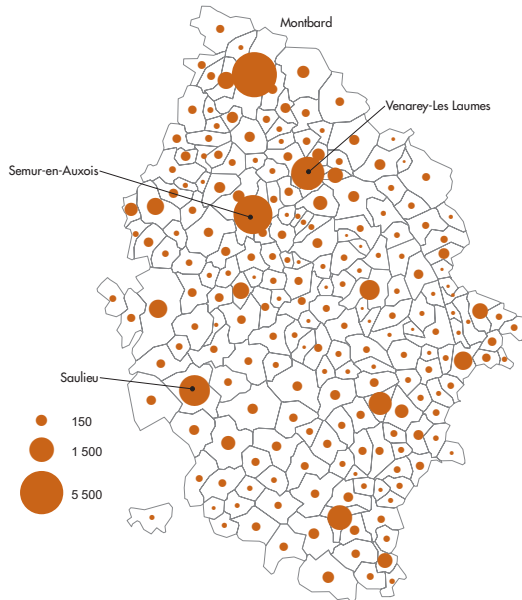 Montbard
Venarey-Les Laumes
Semur-en-Auxois
Saulieu
150
1 500
5 500